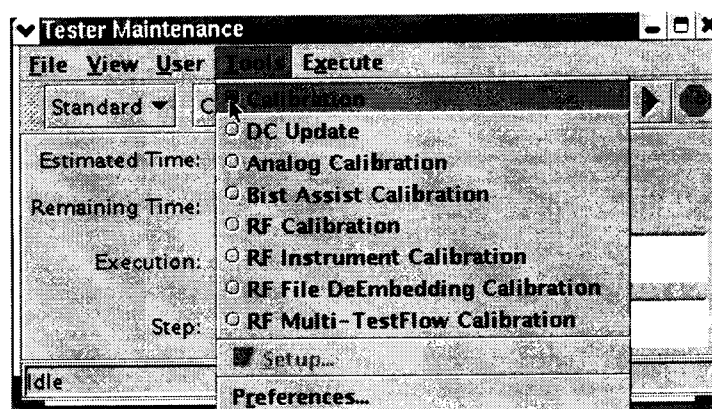 Tester Maintenance
File View User Tools Execute
Standard C
Calibration
DC Update
Estimated Time:
Analog Calibration
Bist Assist Calibration
Remaining Time:
RF Calibration
Execution:
RF Instrument Calibration
RF File DeEmbedding Calibration
Step:
RF Multi-TestFlow Calibration
Setup...
Idle
Preferences...